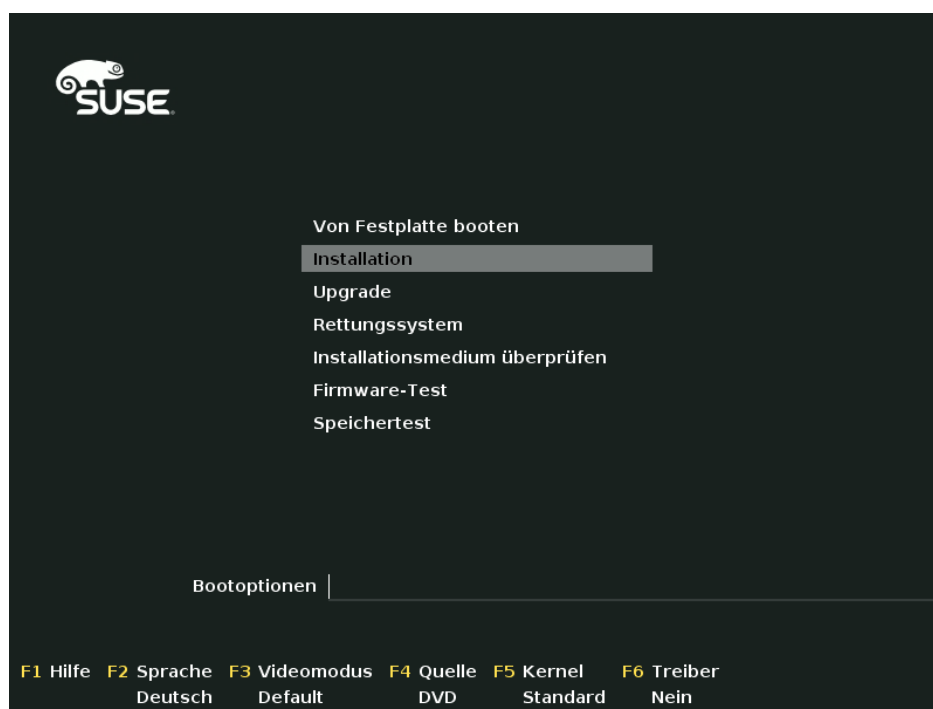 SUSE
Von Festplatte booten
Installation
Upgrade
Rettungssystem
Installationsmedium überprüfen
Firmware-Test
Speichertest
Bootoptionen
F1 Hilfe F2 Sprache F3 Videomodus F4 Quelle F5 Kernel F6 Treiber
Deutsch Default DVD Standard Nein